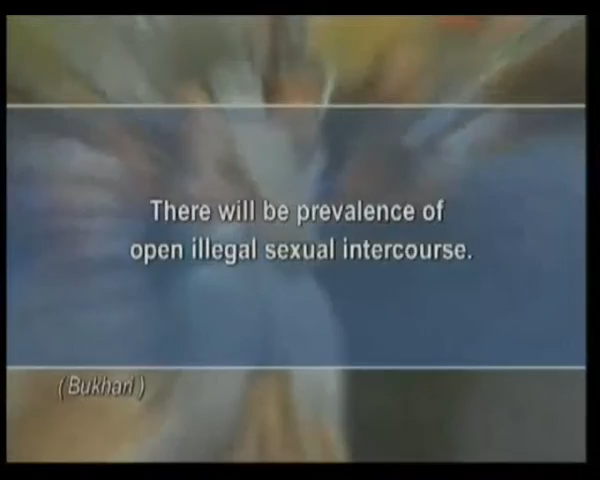 There will be prevalence of
open illegal sexual intercourse.
(Bukhari)